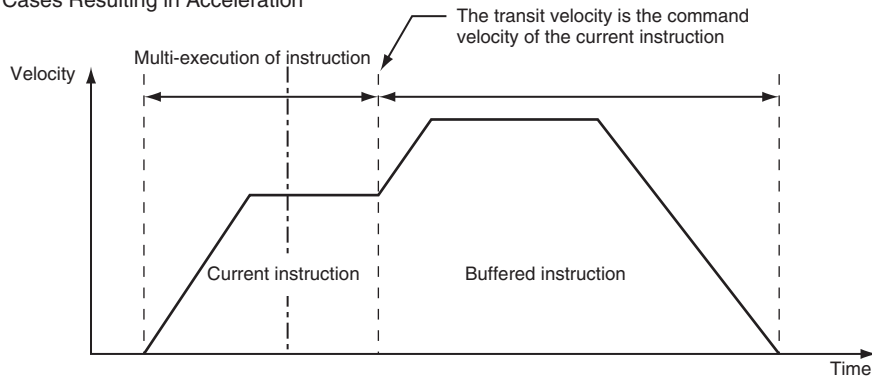 Cases Resulting in Acceleration
The transit velocity is the command
velocity of the current instruction
Multi-execution of instruction
Velocity
Current instruction
Buffered instruction
Time